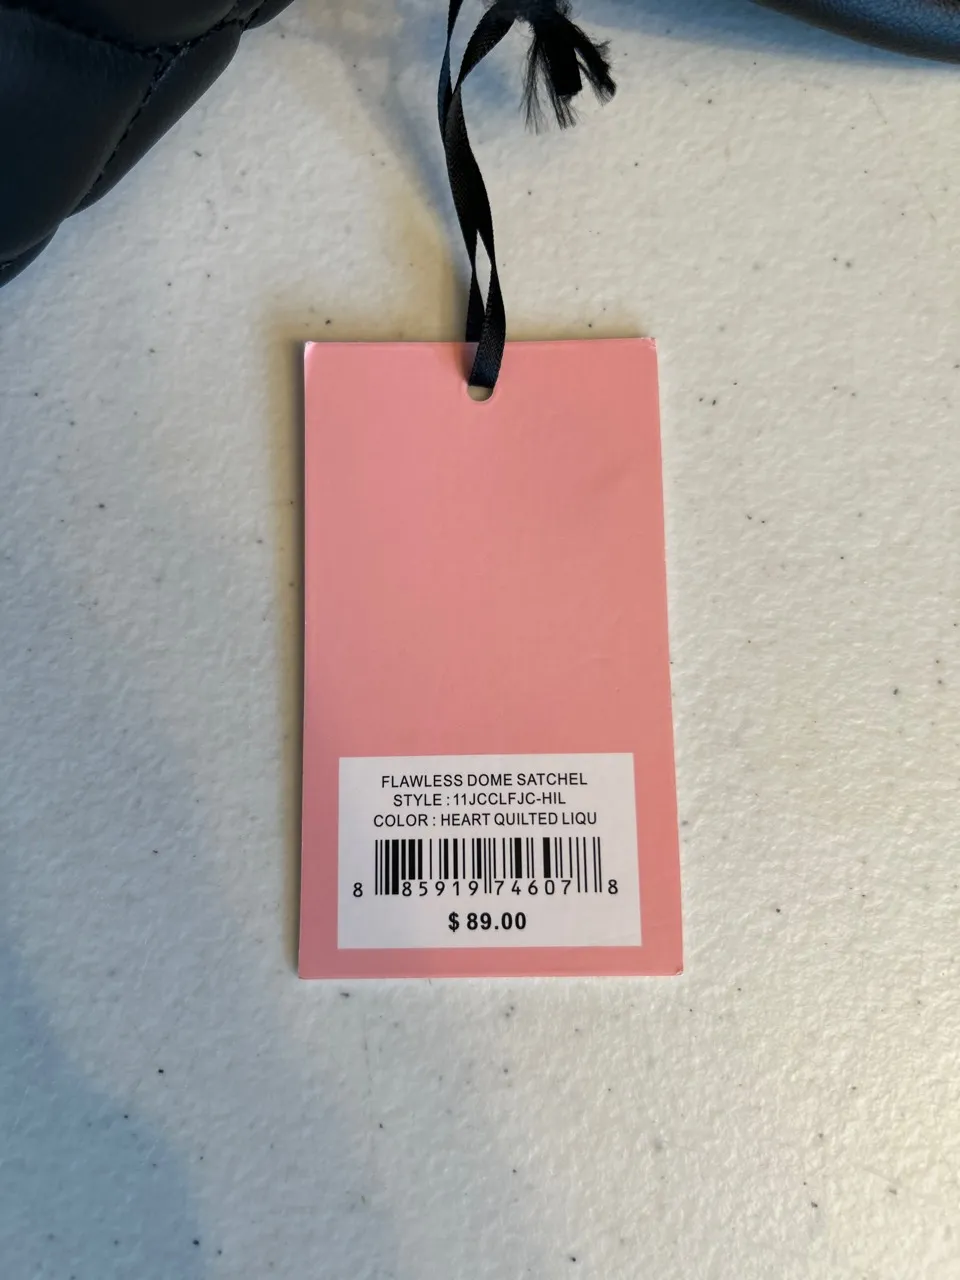 FLAWLESS DOME SATCHEL
STYLE : 11JCCLFJC-HIL
COLOR : HEART QUILTED LIQU
8 85919 74607 8
$ 89.00